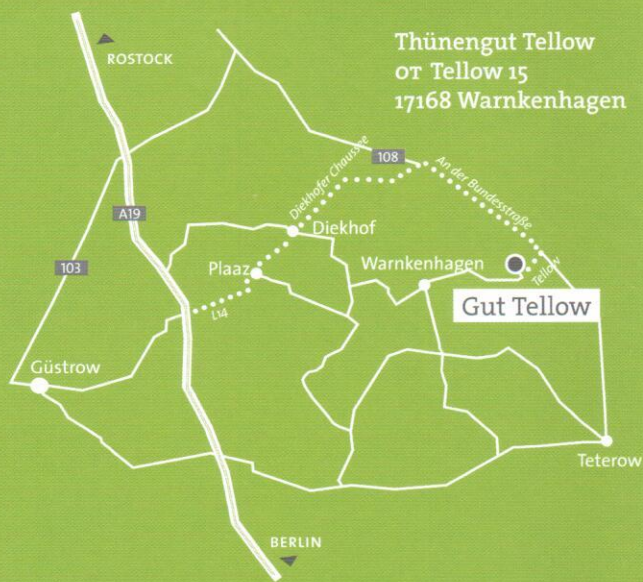 Thünengut Tellow
OT Tellow 15
17168 Warnkenhagen
ROSTOCK
108
Diekhofer Chaussee
An der Bundesstraße
A19
Diekhof
103
Plaaz
Warnkenhagen
Tellow
L14
Gut Tellow
Güstrow
Teterow
BERLIN